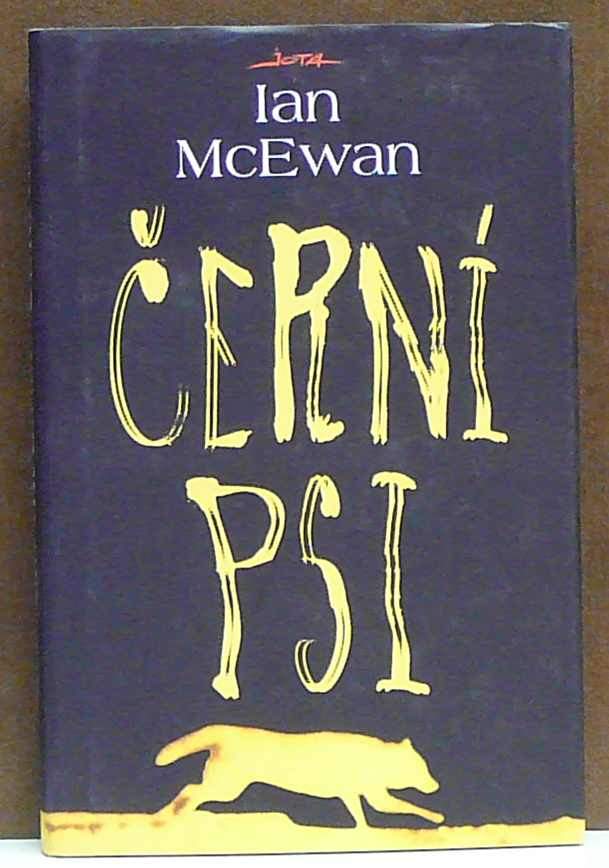 JOTA
Ian
McEwan
ČERNÍ
PSI